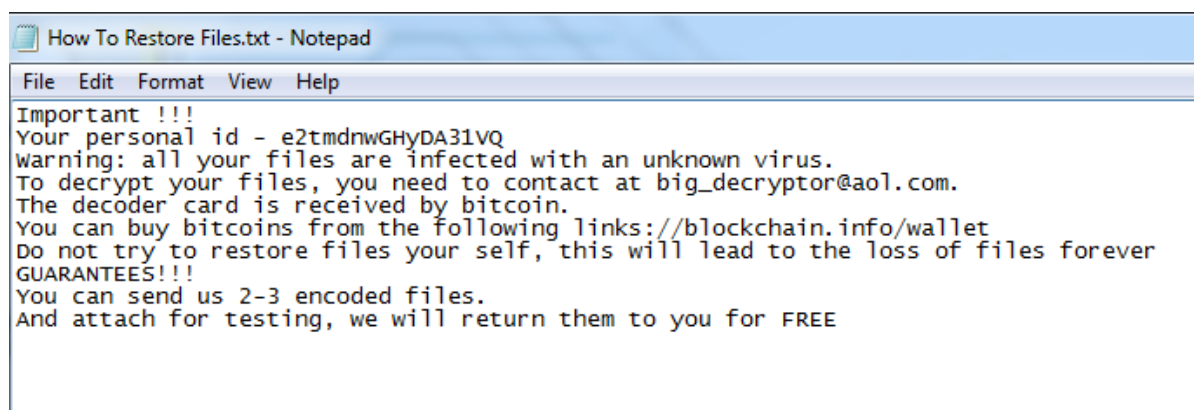 How To Restore Files.txt - Notepad
File Edit Format View Help
Important !!!
Your personal id - e2tmdnwGHyDA31VQ
Warning: all your files are infected with an unknown virus.
To decrypt your files, you need to contact at big_decryptor@aol.com.
The decoder card is received by bitcoin.
You can buy bitcoins from the following links://blockchain.info/wallet
Do not try to restore files your self, this will lead to the loss of files forever
GUARANTEES!!!
You can send us 2-3 encoded files.
And attach for testing, we will return them to you for FREE